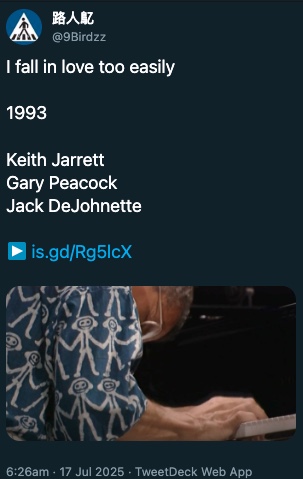 路人乿
@9Birdzz
I fall in love too easily
1993
Keith Jarrett
Gary Peacock
Jack DeJohnette
is.gd/Rg5lcX
6:26am · 17 Jul 2025 · TweetDeck Web App